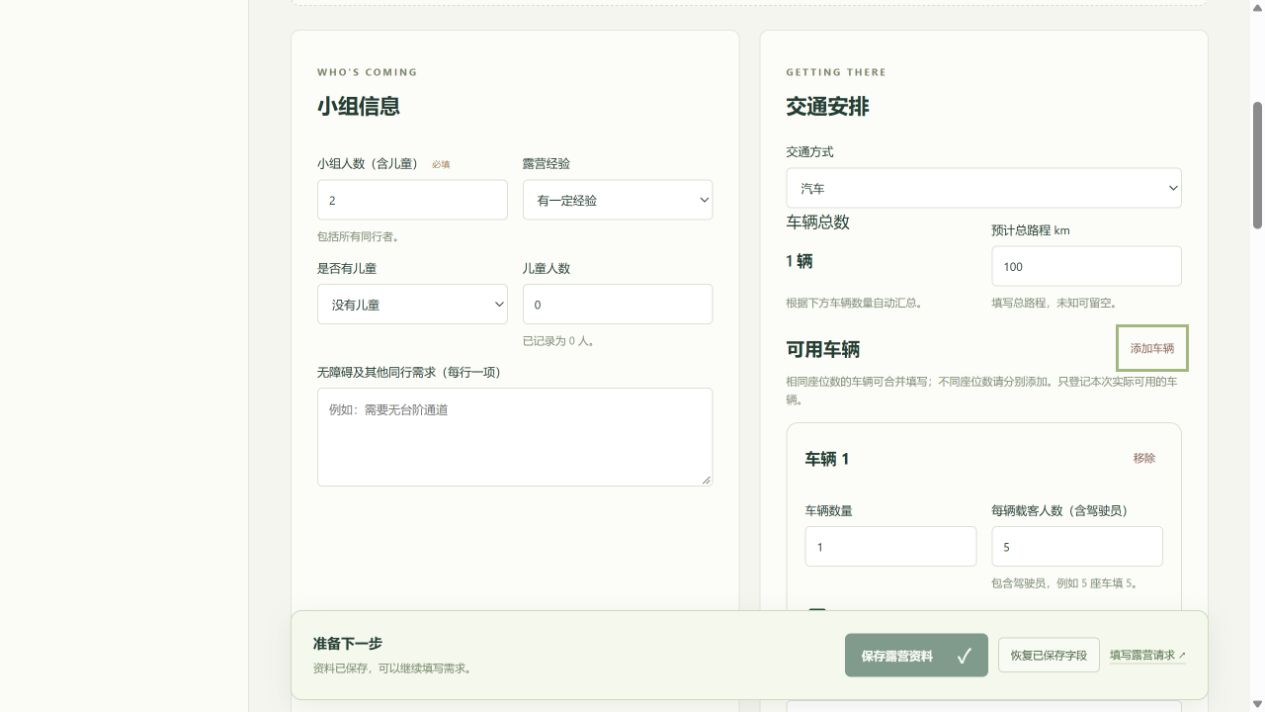 WHO'S COMING
小组信息
小组人数（含儿童） 必填
露营经验
2
有一定经验
包括所有同行者。
是否有儿童
儿童人数
没有儿童
0
已记录为 0 人。
无障碍及其他同行需求（每行一项）
例如：需要无台阶通道
GETTING THERE
交通安排
交通方式
汽车
车辆总数
预计总路程 km
1 辆
100
根据下方车辆数量自动汇总。
填写总路程，未知可留空。
可用车辆
添加车辆
相同座位数的车辆可合并填写；不同座位数请分别添加。只登记本次实际可用的车
辆。
车辆 1
移除
车辆数量
每辆载客人数（含驾驶员）
1
5
包含驾驶员，例如 5 座车填 5。
准备下一步
资料已保存，可以继续填写需求。
保存露营资料 ✓
恢复已保存字段
填写露营请求 ↗